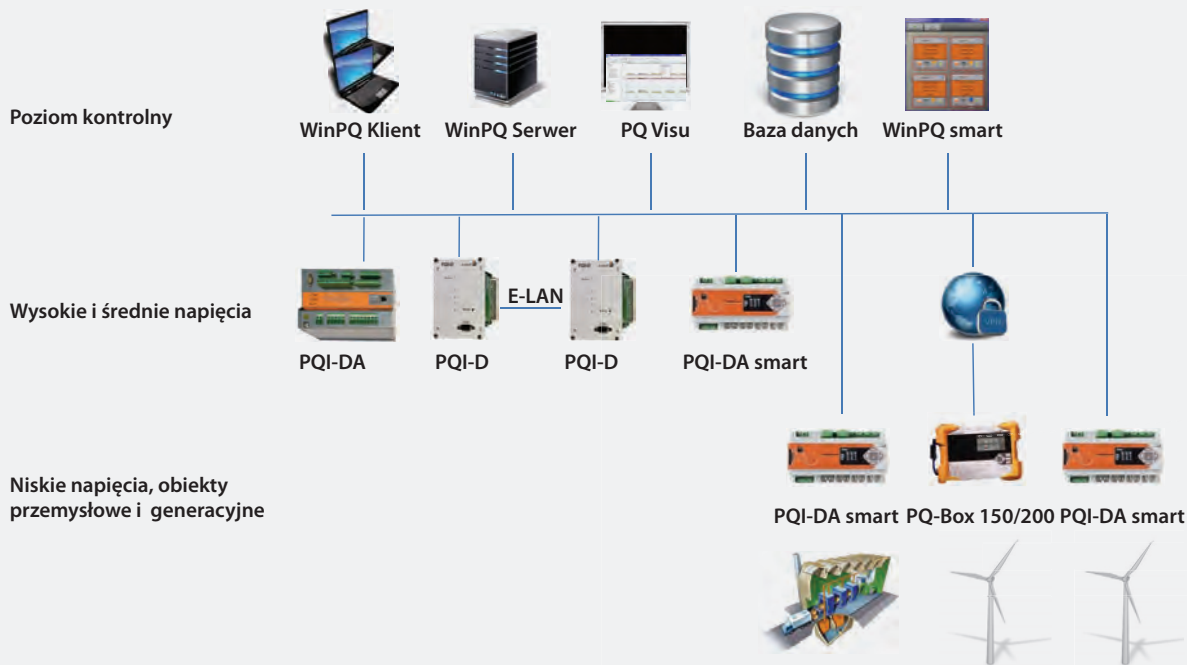 Poziom kontrolny
WinPQ Klient
WinPQ Serwer
PQ Visu
Baza danych
WinPQ smart
Wysokie i średnie napięcia
E-LAN
PQI-DA
PQI-D
PQI-D
PQI-DA smart
Niskie napięcia, obiekty
przemysłowe i generacyjne
PQI-DA smart
PQ-Box 150/200
PQI-DA smart